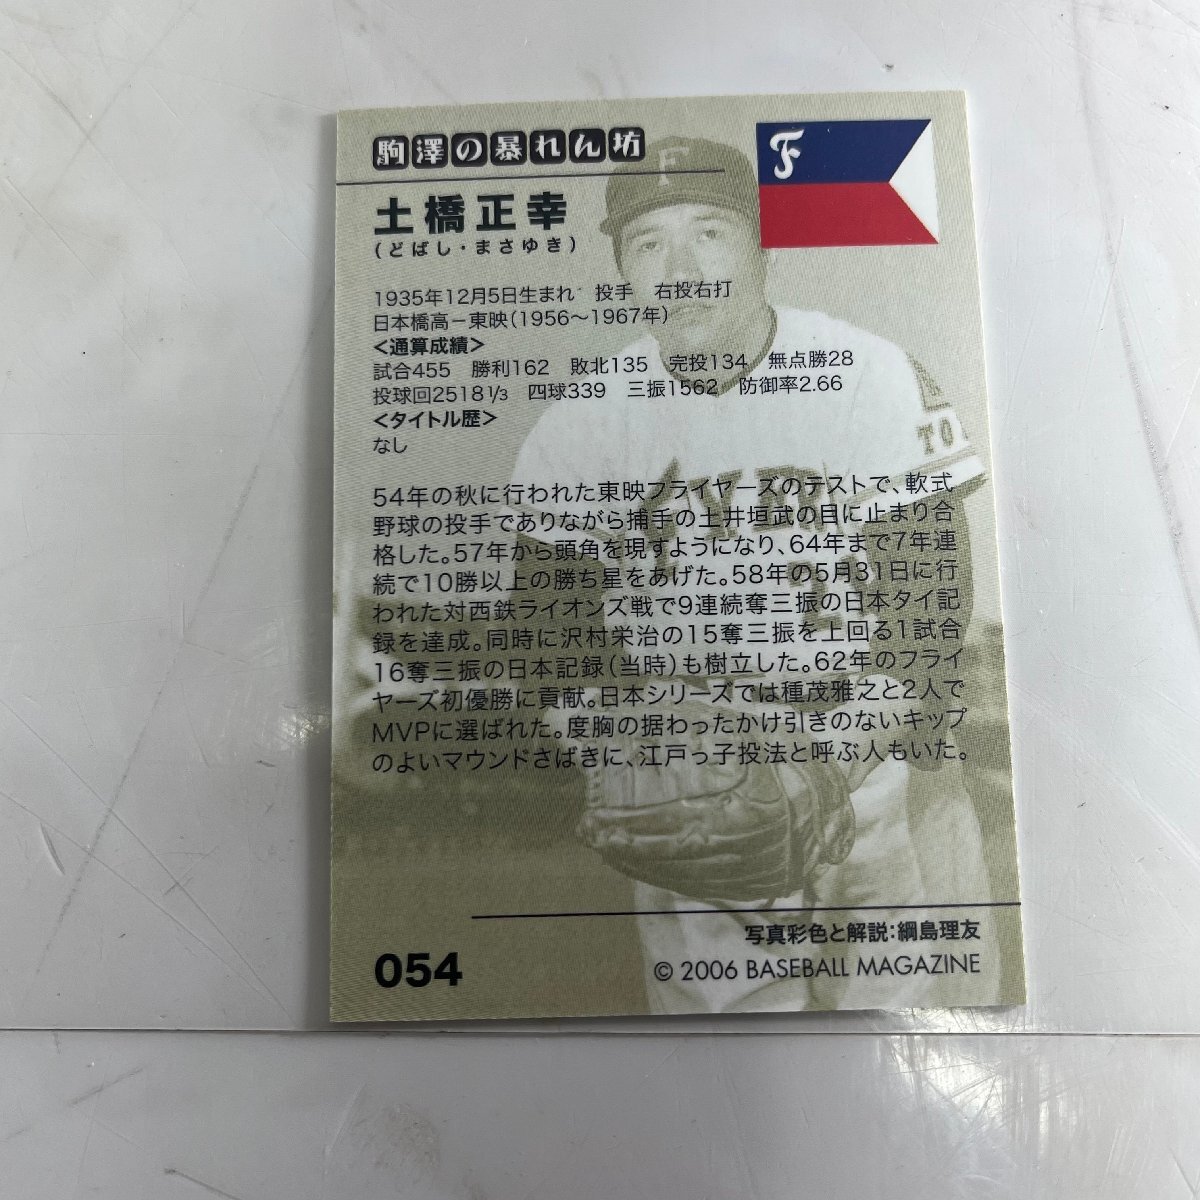 駒澤の暴れん坊
F
土橋正幸
(どばし・まさゆき)
1935年12月5日生まれ 投手 右投右打
日本橋高－東映(1956〜1967年)
<通算成績>
試合455 勝利162 敗北135 完投134 無点勝28
投球回2518⅓ 四球339 三振1562 防御率2.66
<タイトル歴>
なし
54年の秋に行われた東映フライヤーズのテストで、軟式
野球の投手でありながら捕手の土井垣武の目に止まり合
格した。57年から頭角を現すようになり、64年まで7年連
続で10勝以上の勝ち星をあげた。58年の5月31日に行
われた対西鉄ライオンズ戦で9連続奪三振の日本タイ記
録を達成。同時に沢村栄治の15奪三振を上回る1試合
16奪三振の日本記録(当時)も樹立した。62年のフライ
ヤーズ初優勝に貢献。日本シリーズでは種茂雅之と2人で
MVPに選ばれた。度胸の据わったかけ引きのないキップ
のよいマウンドさばきに、江戸っ子投法と呼ぶ人もいた。
写真彩色と解説:綱島理友
054
© 2006 BASEBALL MAGAZINE